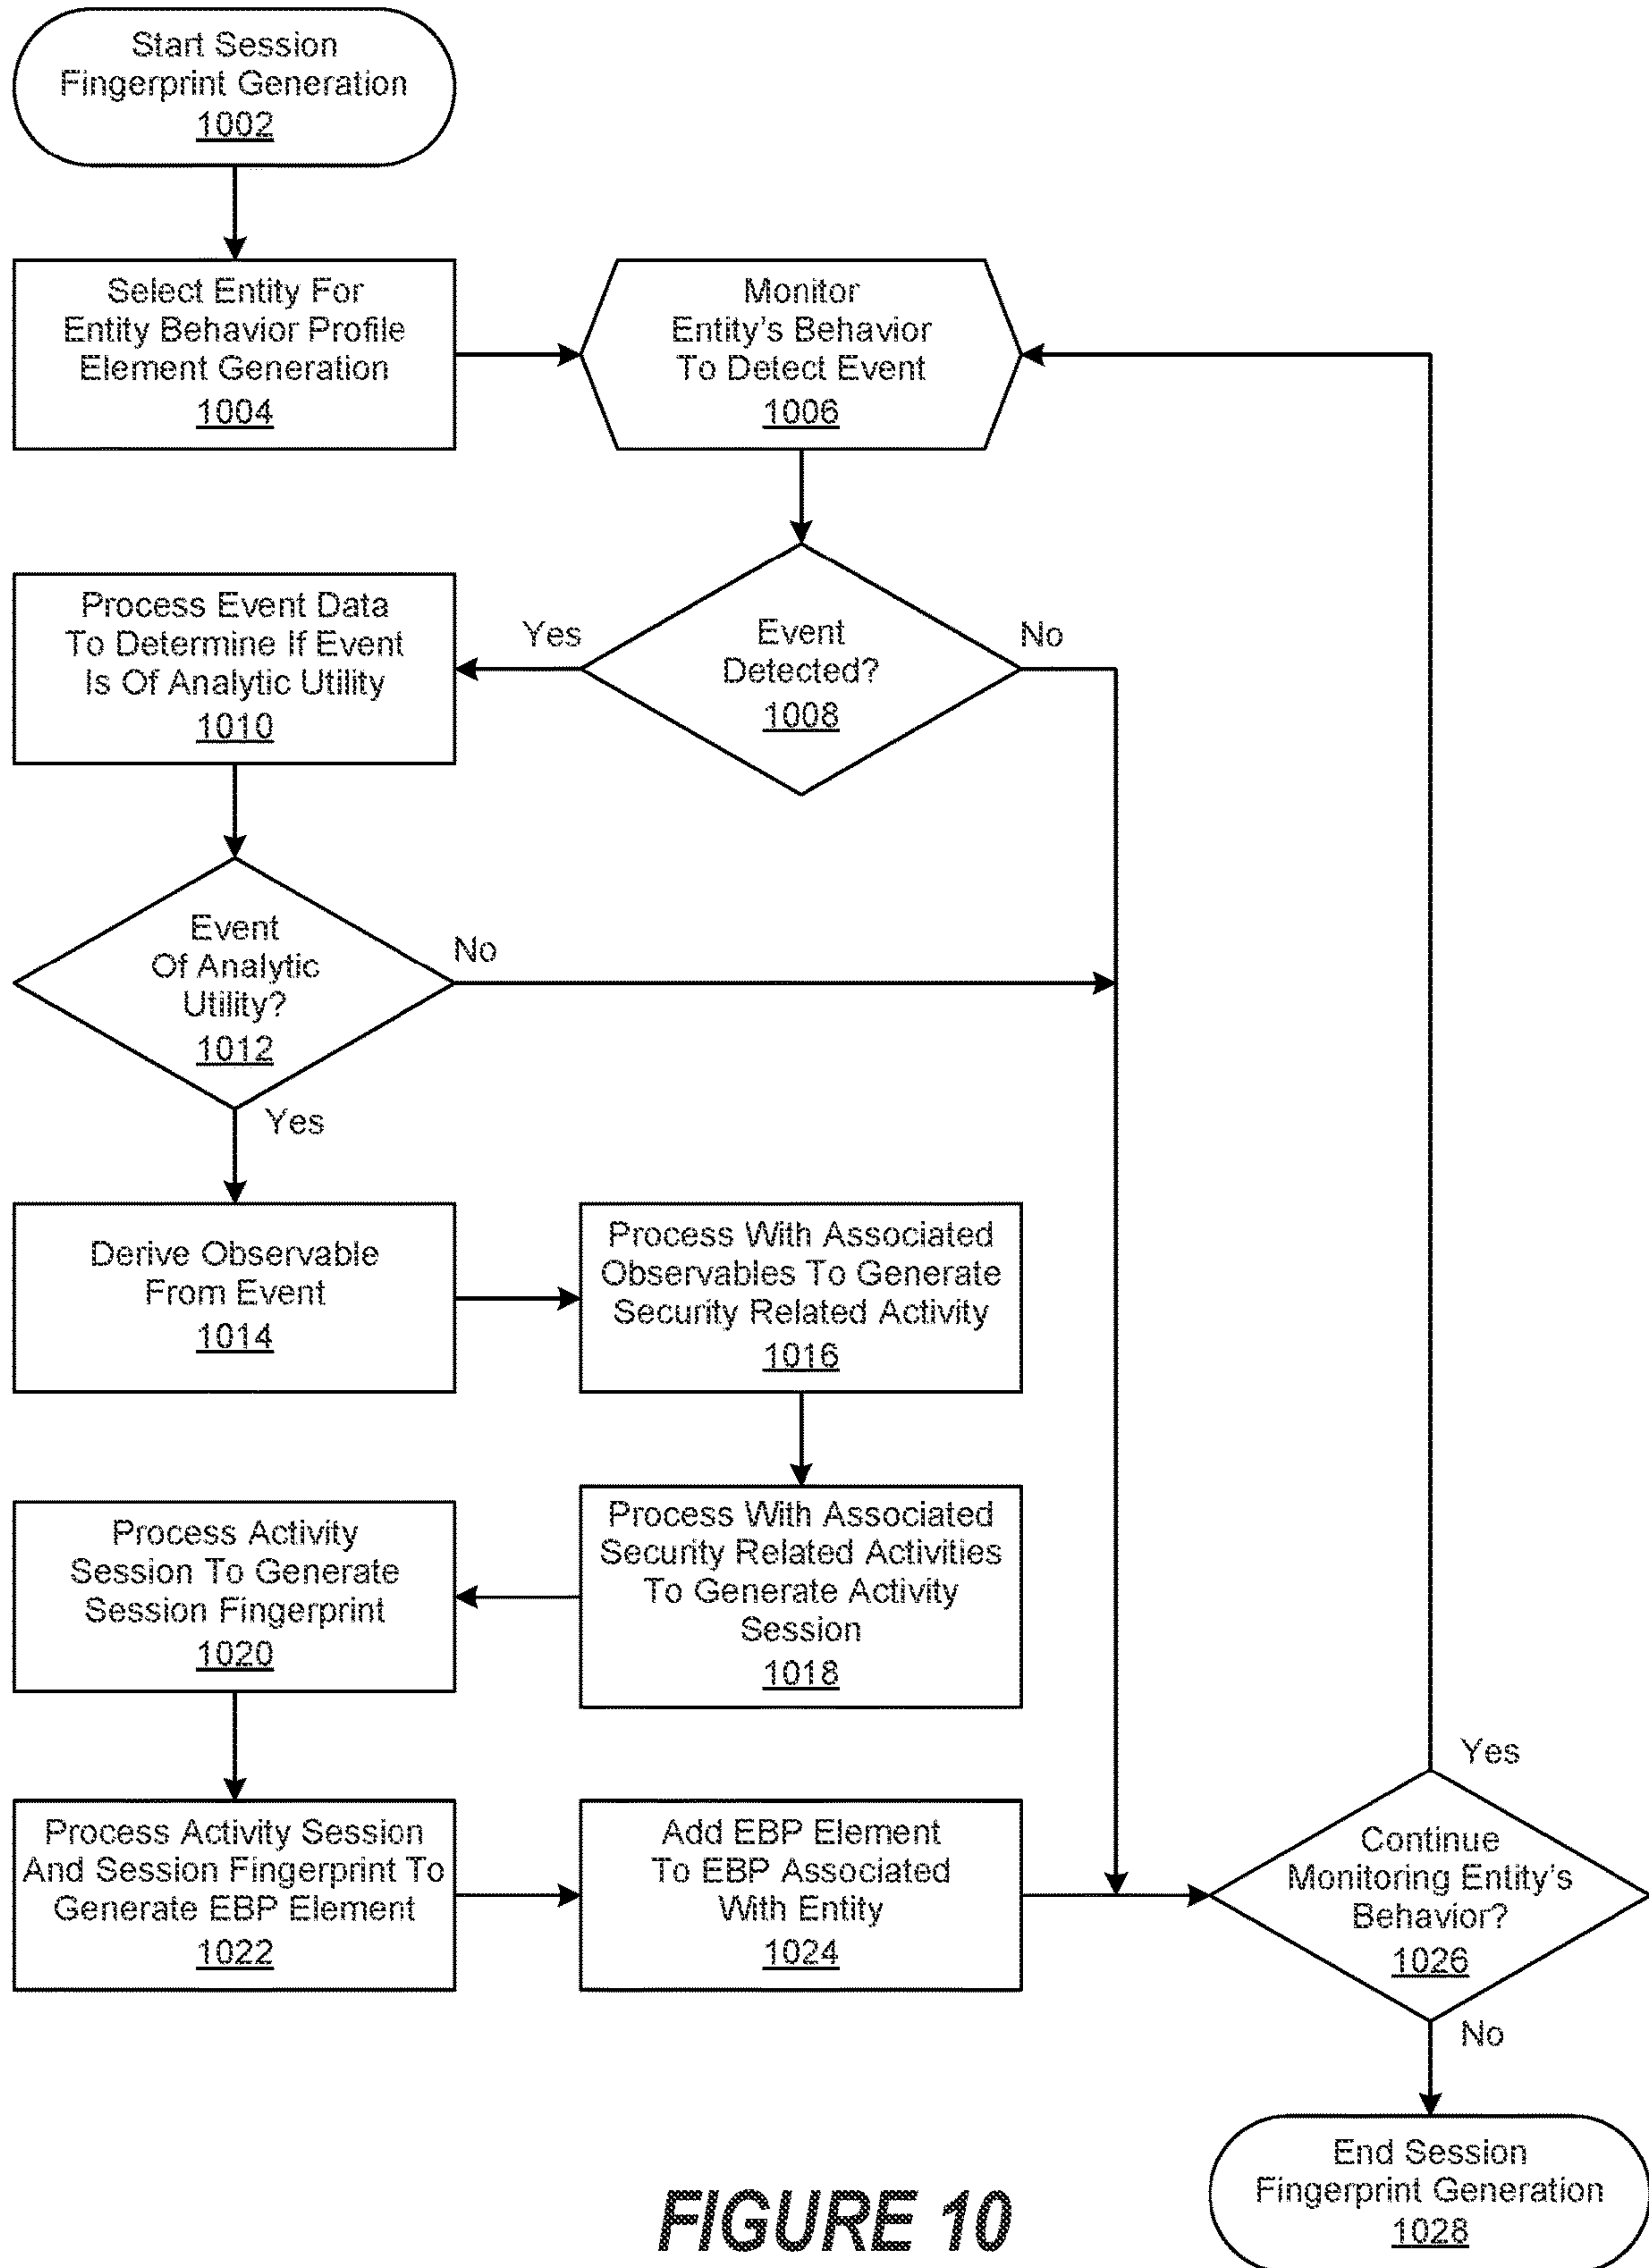 Start Session
Fingerprint Generation
1002
Select Entity For
Entity Behavior Profile
Element Generation
1004
Monitor
Entity's Behavior
To Detect Event
1006
Process Event Data
To Determine If Event
Is Of Analytic Utility
1010
Yes
Event
Detected?
1008
No
Event
Of Analytic
Utility?
1012
No
Yes
Derive Observable
From Event
1014
Process With Associated
Observables To Generate
Security Related Activity
1016
Process Activity
Session To Generate
Session Fingerprint
1020
Process With Associated
Security Related Activities
To Generate Activity
Session
1018
Process Activity Session
And Session Fingerprint To
Generate EBP Element
1022
Add EBP Element
To EBP Associated
With Entity
1024
Yes
Continue
Monitoring Entity's
Behavior?
1026
No
End Session
Fingerprint Generation
1028
FIGURE 10